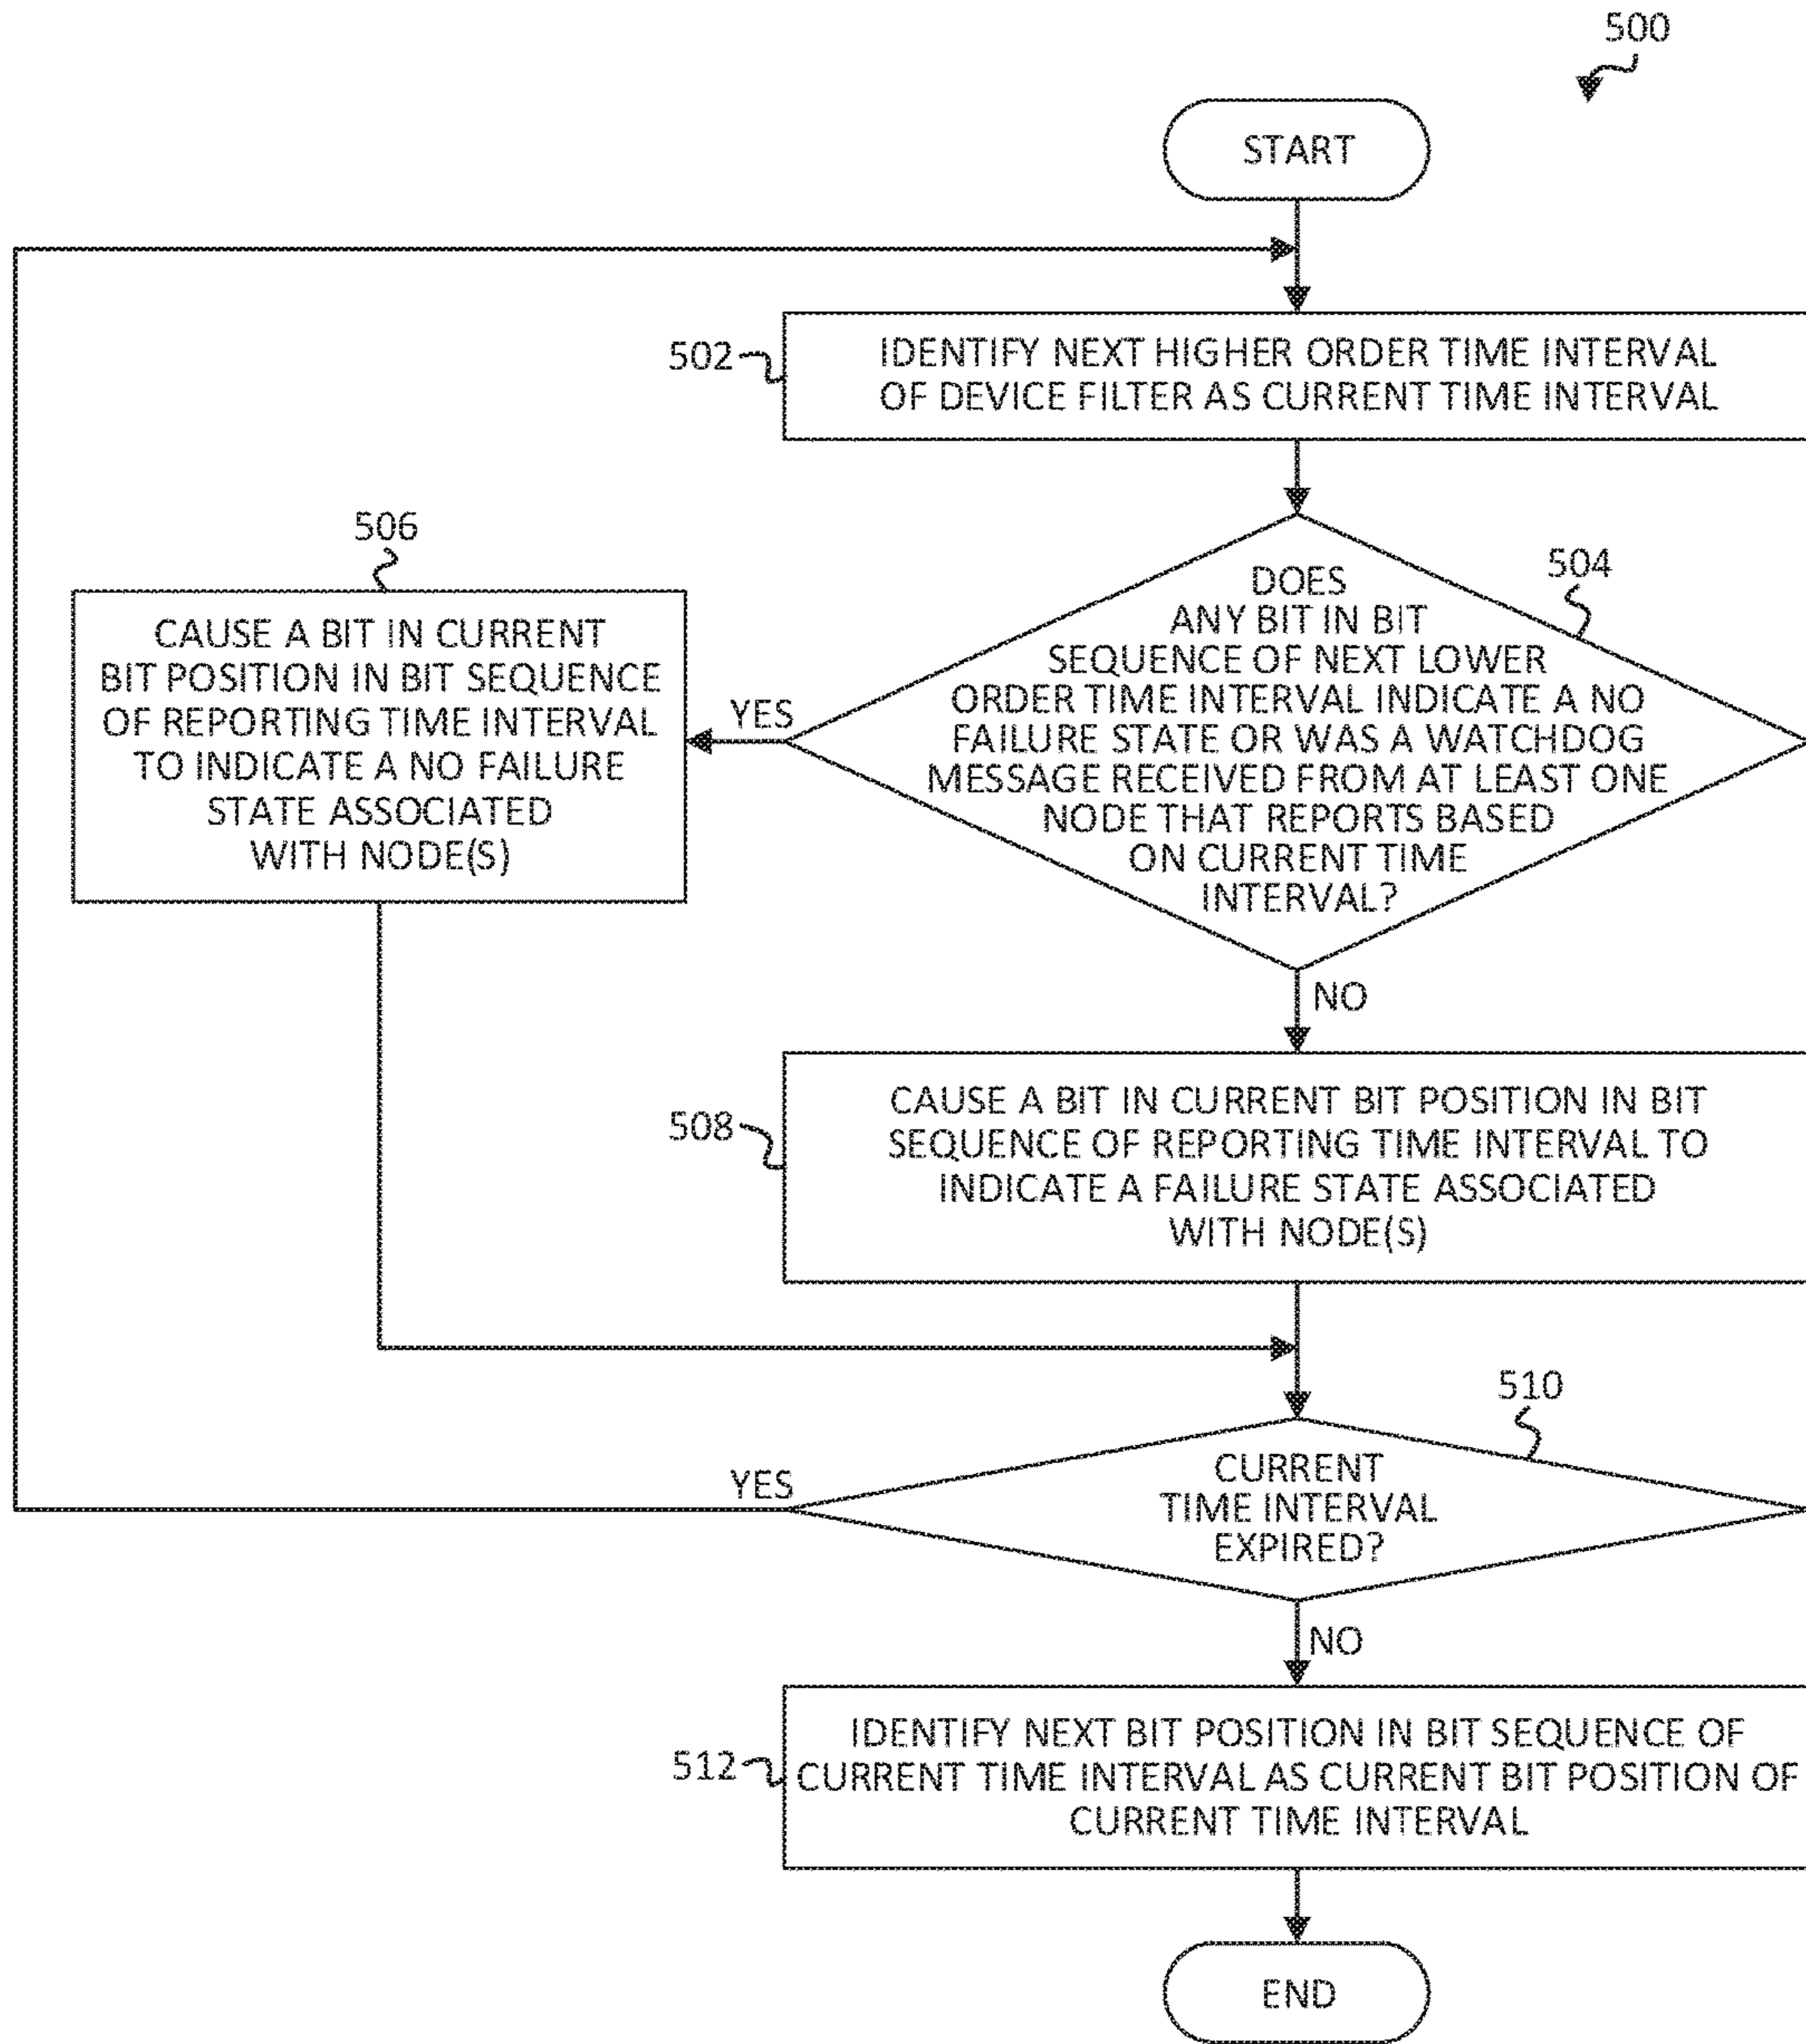 500
START
502
IDENTIFY NEXT HIGHER ORDER TIME INTERVAL
OF DEVICE FILTER AS CURRENT TIME INTERVAL
504
DOES
ANY BIT IN BIT
SEQUENCE OF NEXT LOWER
ORDER TIME INTERVAL INDICATE A NO
FAILURE STATE OR WAS A WATCHDOG
MESSAGE RECEIVED FROM AT LEAST ONE
NODE THAT REPORTS BASED
ON CURRENT TIME
INTERVAL?
YES
506
CAUSE A BIT IN CURRENT
BIT POSITION IN BIT SEQUENCE
OF REPORTING TIME INTERVAL
TO INDICATE A NO FAILURE
STATE ASSOCIATED
WITH NODE(S)
NO
508
CAUSE A BIT IN CURRENT BIT POSITION IN BIT
SEQUENCE OF REPORTING TIME INTERVAL TO
INDICATE A FAILURE STATE ASSOCIATED
WITH NODE(S)
510
CURRENT
TIME INTERVAL
EXPIRED?
YES
NO
512
IDENTIFY NEXT BIT POSITION IN BIT SEQUENCE OF
CURRENT TIME INTERVAL AS CURRENT BIT POSITION OF
CURRENT TIME INTERVAL
END